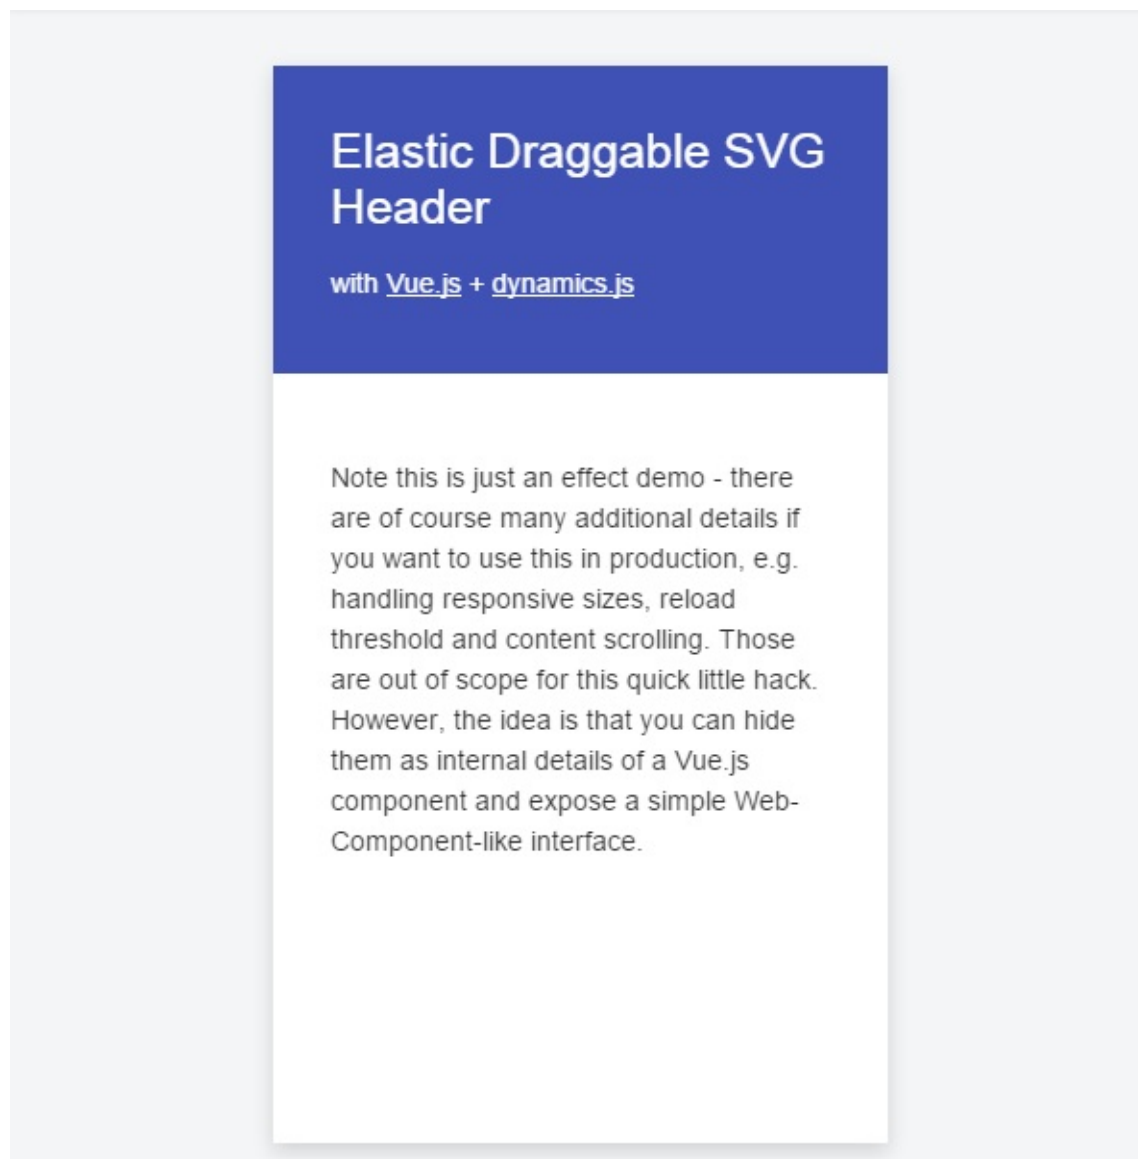 Elastic Draggable SVG
Header
with Vue.js + dynamics.js
Note this is just an effect demo - there
are of course many additional details if
you want to use this in production, e.g.
handling responsive sizes, reload
threshold and content scrolling. Those
are out of scope for this quick little hack.
However, the idea is that you can hide
them as internal details of a Vue.js
component and expose a simple Web-
Component-like interface.